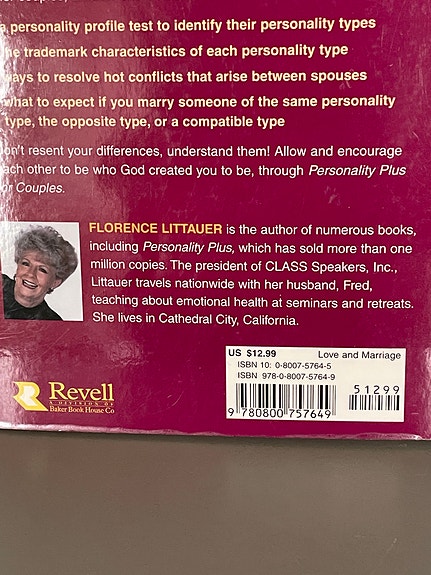 a personality profile test to identify their personality types
he trademark characteristics of each personality type
ways to resolve hot conflicts that arise between spouses
what to expect if you marry someone of the same personality
type, the opposite type, or a compatible type
on't resent your differences, understand them! Allow and encourage
ach other to be who God created you to be, through Personality Plus
or Couples.
FLORENCE LITTAUER is the author of numerous books,
including Personality Plus, which has sold more than one
million copies. The president of CLASS Speakers, Inc.,
Littauer travels nationwide with her husband, Fred,
teaching about emotional health at seminars and retreats.
She lives in Cathedral City, California.
US $12.99 Love and Marriage
ISBN 10: 0-8007-5764-5
ISBN 978-0-8007-5764-9
51299
9 780800 757649
Revell
A DIVISION OF
Baker Book House Co